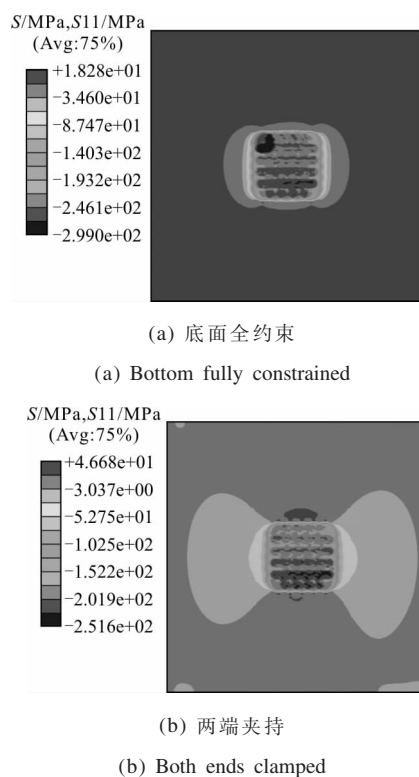 S/MPa,S11/MPa
(Avg:75%)
+1.828e+01
−3.460e+01
−8.747e+01
−1.403e+02
−1.932e+02
−2.461e+02
−2.990e+02
(a) 底面全约束
(a) Bottom fully constrained
S/MPa,S11/MPa
(Avg:75%)
+4.668e+01
−3.037e+00
−5.275e+01
−1.025e+02
−1.522e+02
−2.019e+02
−2.516e+02
(b) 两端夹持
(b) Both ends clamped